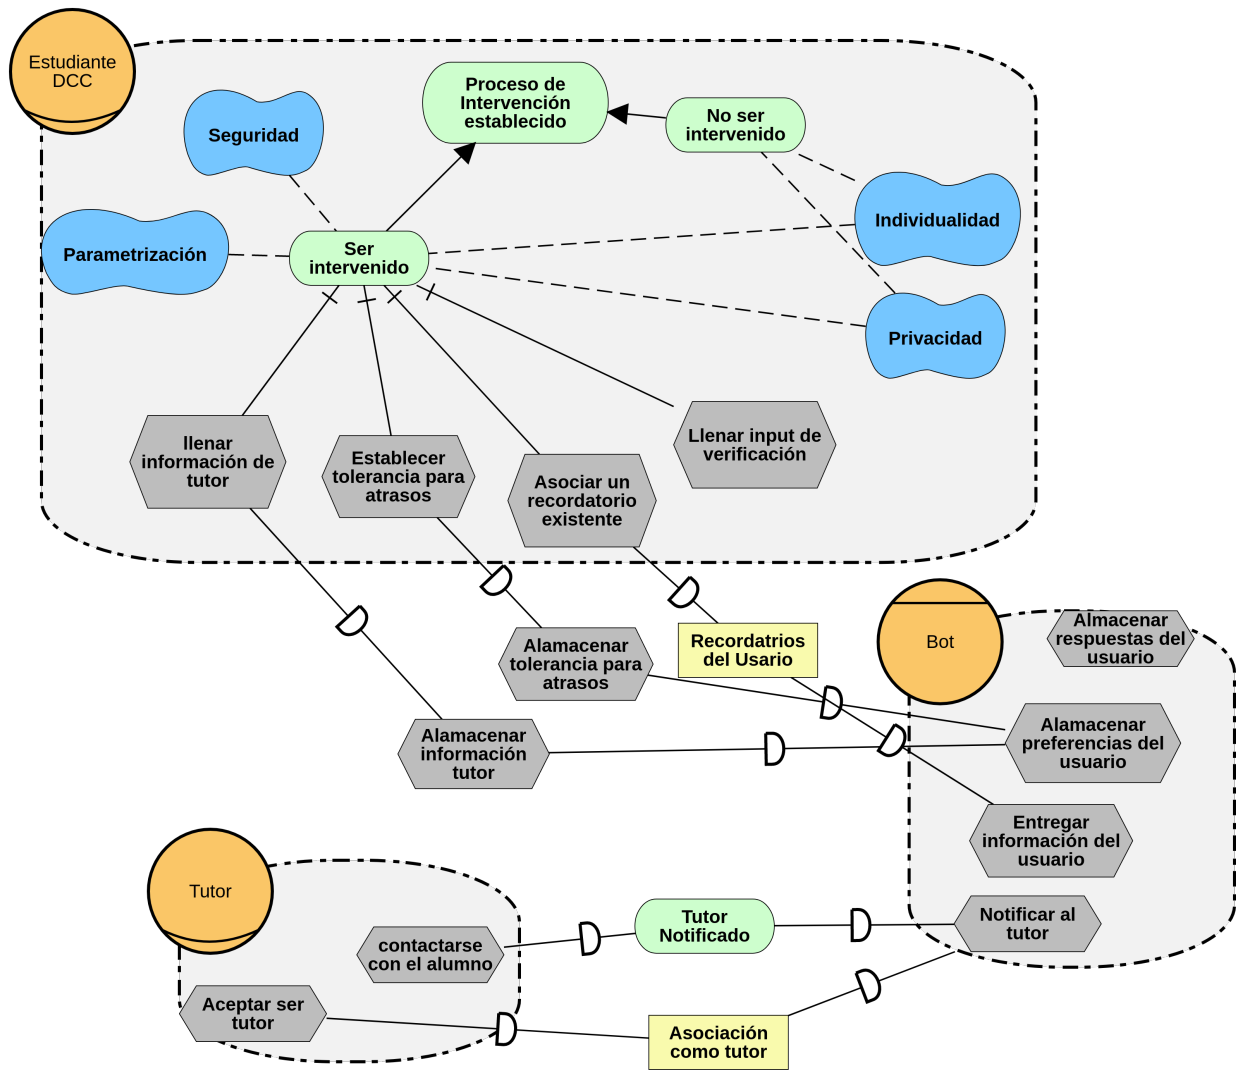 Estudiante
DCC
Proceso de
Intervención
establecido
No ser
intervenido
Seguridad
Individualidad
Parametrización
Ser
intervenido
Privacidad
llenar
información de
tutor
Establecer
tolerancia para
atrasos
Asociar un
recordatorio
existente
Llenar input de
verificación
Bot
Almacenar
respuestas del
usuario
Alamacenar
tolerancia para
atrasos
Recordatrios
del Usario
Alamacenar
preferencias del
usuario
Alamacenar
información
tutor
Entregar
información del
usuario
Tutor
Tutor
Notificado
Notificar al
tutor
contactarse
con el alumno
Aceptar ser
tutor
Asociación
como tutor